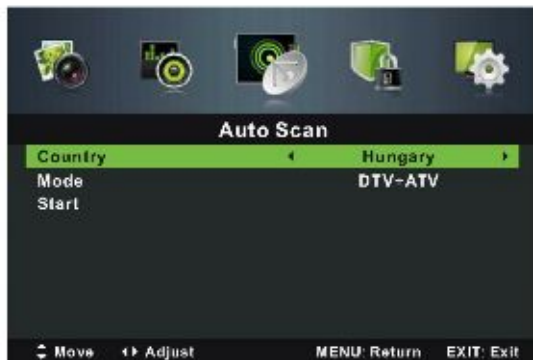 Auto Scan
Country Hungary
Mode DTV+ATV
Start
Move Adjust MENU: Return EXIT: Exit